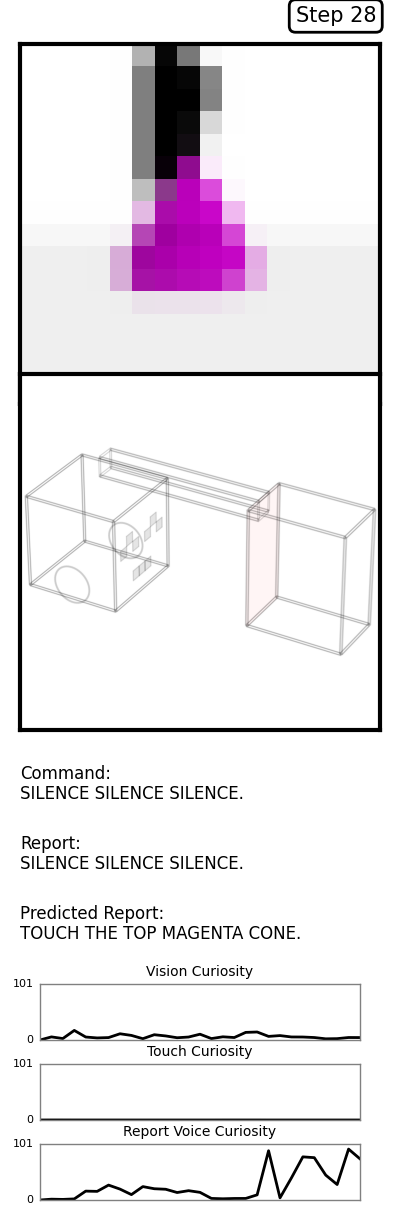 Step 28
Command:
SILENCE SILENCE SILENCE.
Report:
SILENCE SILENCE SILENCE.
Predicted Report:
TOUCH THE TOP MAGENTA CONE.
Vision Curiosity
101
0
Touch Curiosity
101
0
Report Voice Curiosity
101
0